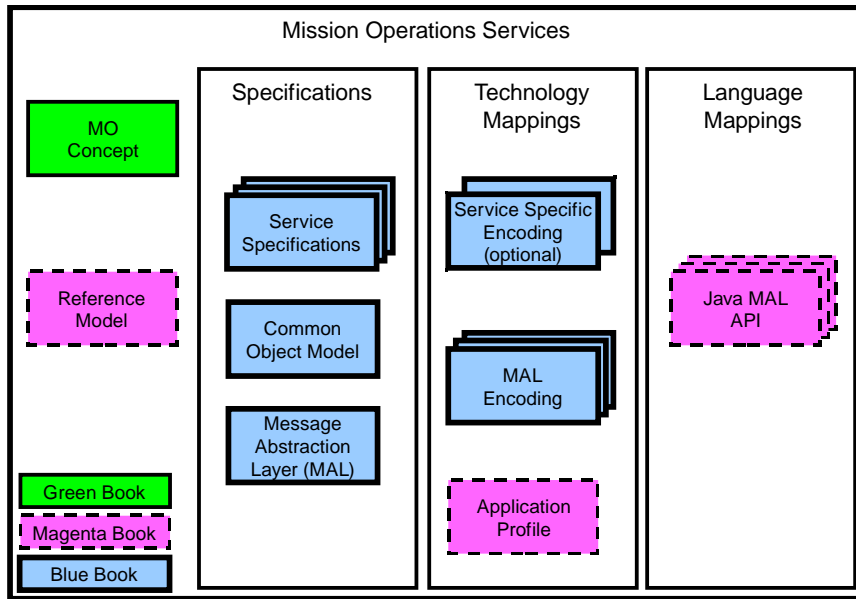 Mission Operations Services
MO
Concept
Reference
Model
Green Book
Magenta Book
Blue Book
Specifications
Service
Specifications
Common
Object Model
Message
Abstraction
Layer (MAL)
Technology
Mappings
Service Specific
Encoding
(optional)
MAL
Encoding
Application
Profile
Language
Mappings
Java MAL
API